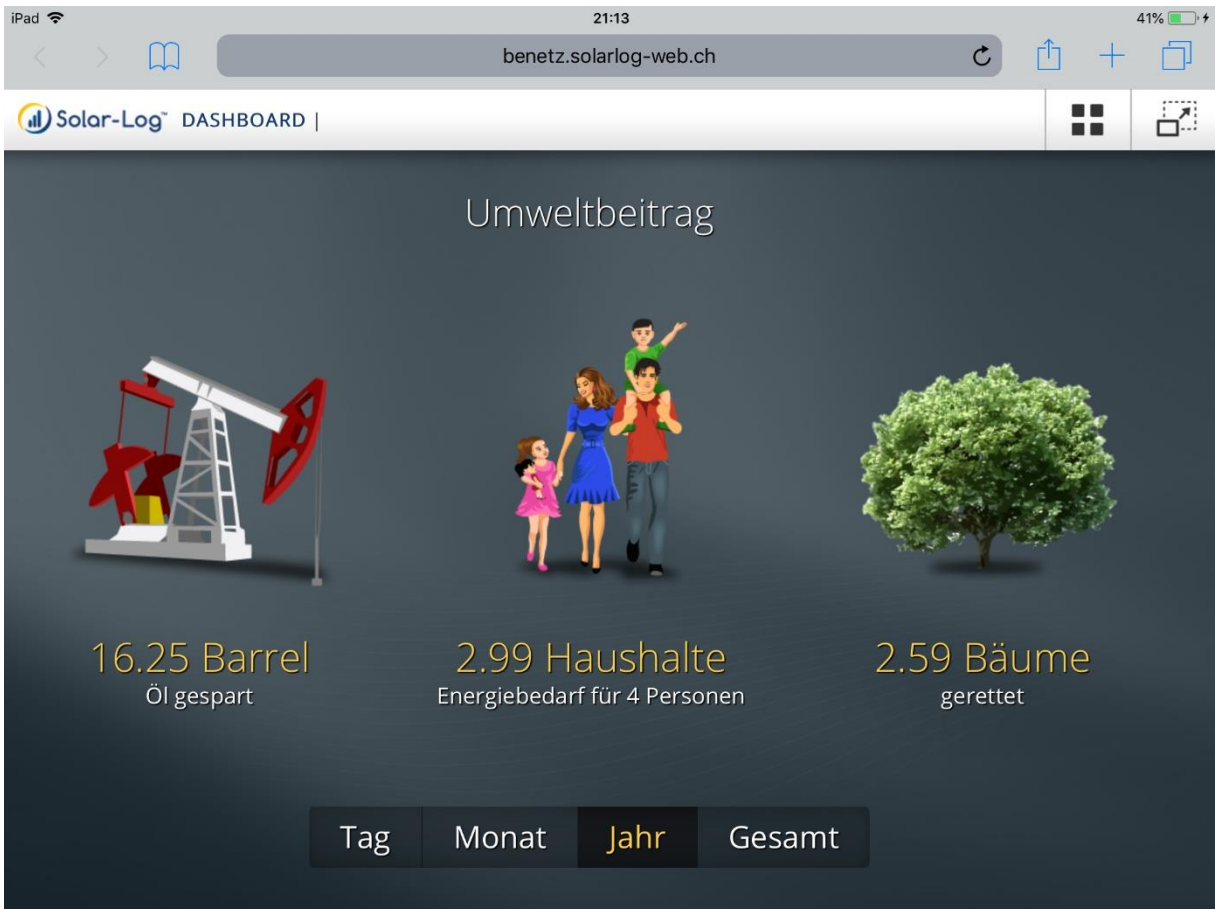 iPad 21:13 41%
benetz.solarlog-web.ch
Solar-Log™ DASHBOARD |
Umweltbeitrag
16.25 Barrel 2.99 Haushalte 2.59 Bäume
Öl gespart Energiebedarf für 4 Personen gerettet
Tag Monat Jahr Gesamt